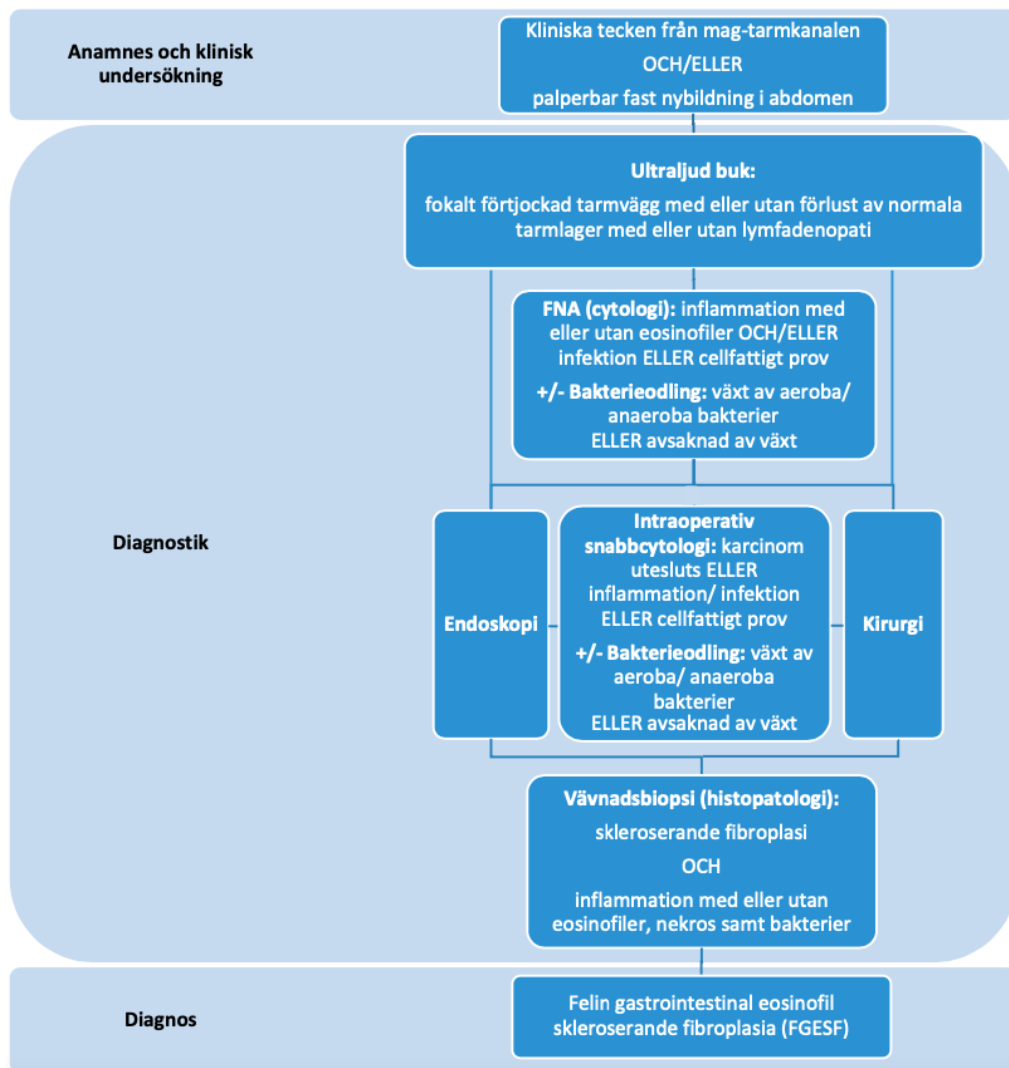 Anamnes och klinisk
undersökning
Kliniska tecken från mag-tarmkanalen
OCH/ELLER
palperbar fast nybildning i abdomen
Diagnostik
Ultraljud buk:
fokalt förtjockad tarmvägg med eller utan förlust av normala
tarmlager med eller utan lymfadenopati
FNA (cytologi): inflammation med
eller utan eosinofiler OCH/ELLER
infektion ELLER cellfattigt prov
+/- Bakterieodling: växt av aeroba/
anaeroba bakterier
ELLER avsaknad av växt
Endoskopi
Intraoperativ
snabbcytologi: karcinom
utesluts ELLER
inflammation/ infektion
ELLER cellfattigt prov
+/- Bakterieodling: växt av
aeroba/ anaeroba
bakterier
ELLER avsaknad av växt
Kirurgi
Vävnadsbiopsi (histopatologi):
skleroserande fibroplasi
OCH
inflammation med eller utan
eosinofiler, nekros samt bakterier
Diagnos
Felin gastrointestinal eosinofil
skleroserande fibroplasia (FGESF)